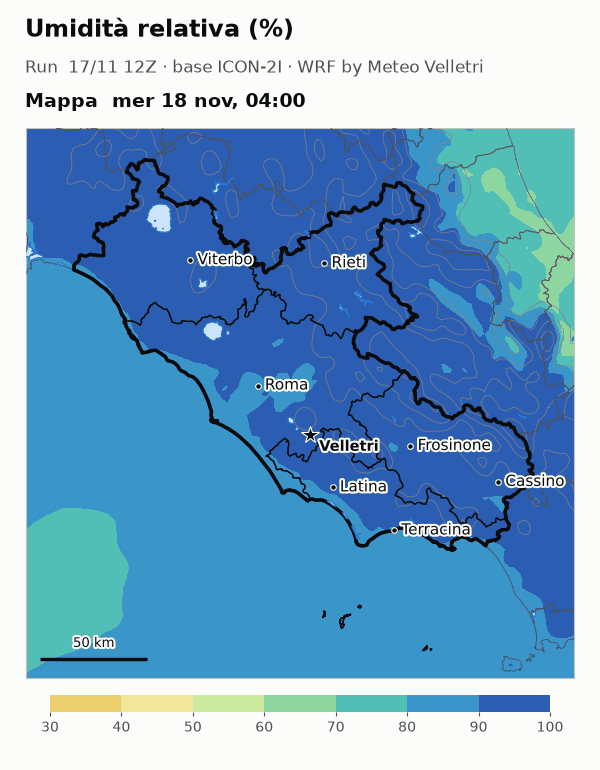 Umidità relativa (%)
Run  17/11 12Z · base ICON-2I · WRF by Meteo Velletri
Mappa  mer 18 nov, 04:00
Viterbo
Rieti
Roma
Velletri
Frosinone
Latina
Cassino
Terracina
50 km
30 40 50 60 70 80 90 100